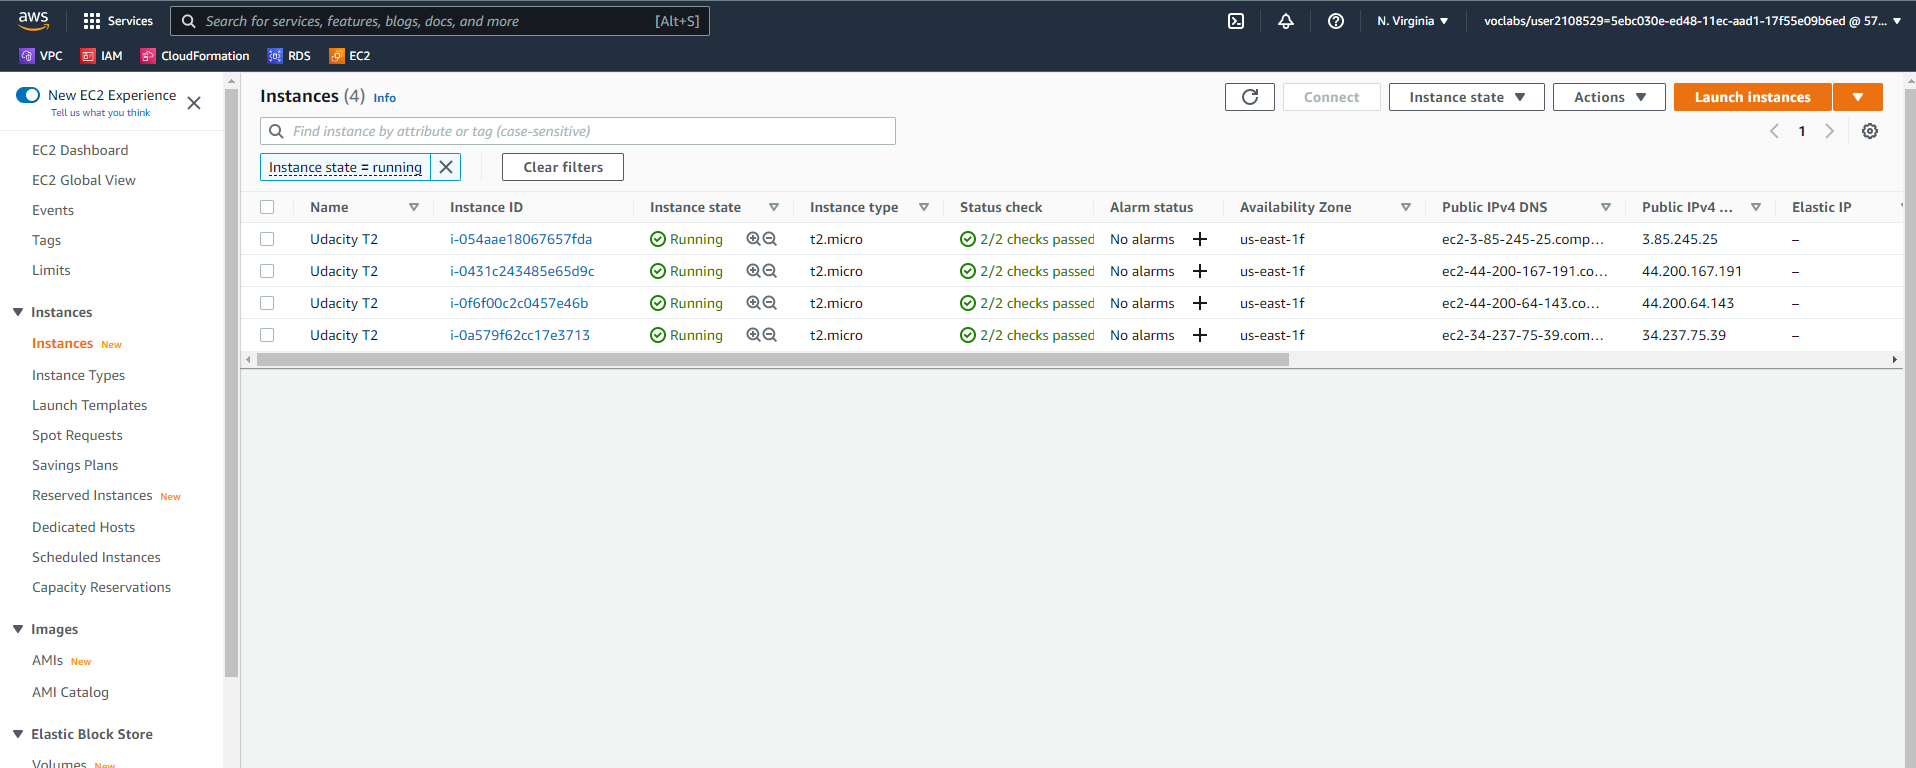 aws Services Search for services, features, blogs, docs, and more [Alt+S] N. Virginia ▼ voclabs/user2108529=5ebc030e-ed48-11ec-aad1-17f55e09b6ed @ 57... ▼
VPC IAM CloudFormation RDS EC2
New EC2 Experience
Tell us what you think
EC2 Dashboard
EC2 Global View
Events
Tags
Limits
Instances
Instances New
Instance Types
Launch Templates
Spot Requests
Savings Plans
Reserved Instances New
Dedicated Hosts
Scheduled Instances
Capacity Reservations
Images
AMIs New
AMI Catalog
Elastic Block Store
Volumes New
Instances (4) Info Connect Instance state ▼ Actions ▼ Launch instances ▼
Find instance by attribute or tag (case-sensitive) 1
Instance state = running Clear filters
Name Instance ID Instance state Instance type Status check Alarm status Availability Zone Public IPv4 DNS Public IPv4 ... Elastic IP
Udacity T2 i-054aae18067657fda Running t2.micro 2/2 checks passed No alarms + us-east-1f ec2-3-85-245-25.comp... 3.85.245.25 –
Udacity T2 i-0431c243485e65d9c Running t2.micro 2/2 checks passed No alarms + us-east-1f ec2-44-200-167-191.co... 44.200.167.191 –
Udacity T2 i-0f6f00c2c0457e46b Running t2.micro 2/2 checks passed No alarms + us-east-1f ec2-44-200-64-143.co... 44.200.64.143 –
Udacity T2 i-0a579f62cc17e3713 Running t2.micro 2/2 checks passed No alarms + us-east-1f ec2-34-237-75-39.com... 34.237.75.39 –